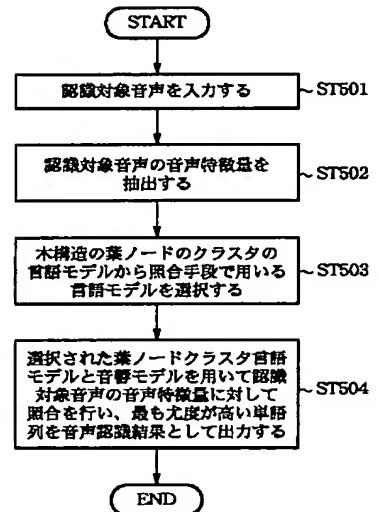 START
認識対象音声を入力する
ST501
認識対象音声の音声特徴量を
抽出する
ST502
木構造の葉ノードのクラスタの
言語モデルから照合手段で用いる
言語モデルを選択する
ST503
選択された葉ノードクラスタ言語
モデルと音響モデルを用いて認識
対象音声の音声特徴量に対して
照合を行い、最も尤度が高い単語
列を音声認識結果として出力する
ST504
END